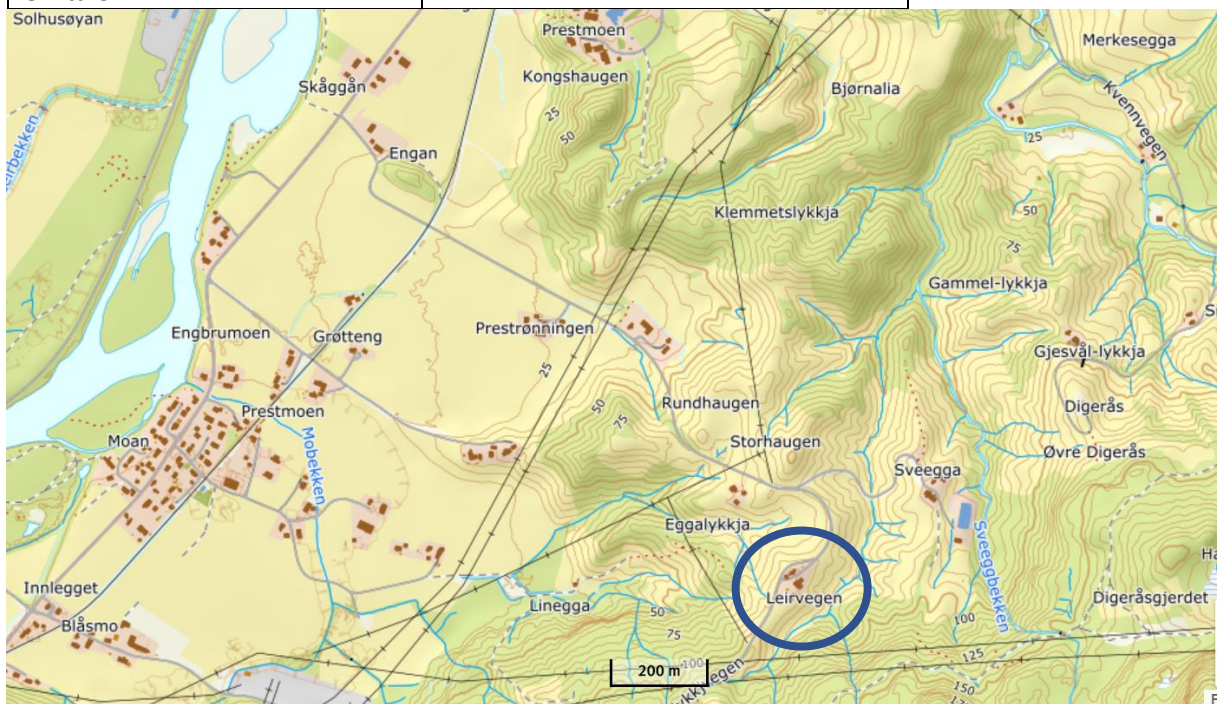 Solhusøyan
Prestmoen
Merkesegga
Kongshaugen
Skåggån
Bjørnalia
Kvennvegen
25
50
25
Engan
Klemmetslykkja
50
75
Gammel-lykkja
Engbrumoen
Grøtteng
Prestrønningen
Gjesvål-lykkja
25
50
Rundhaugen
Digerås
75
Prestmoen
Moan
Storhaugen
Mobekken
Øvre Digerås
Sveegga
Eggalykkja
Sveeggbekken
Innlegget
Linegga
Leirvegen
Digeråsgjerdet
50
100
Blåsmo
75
125
200 m
100
150